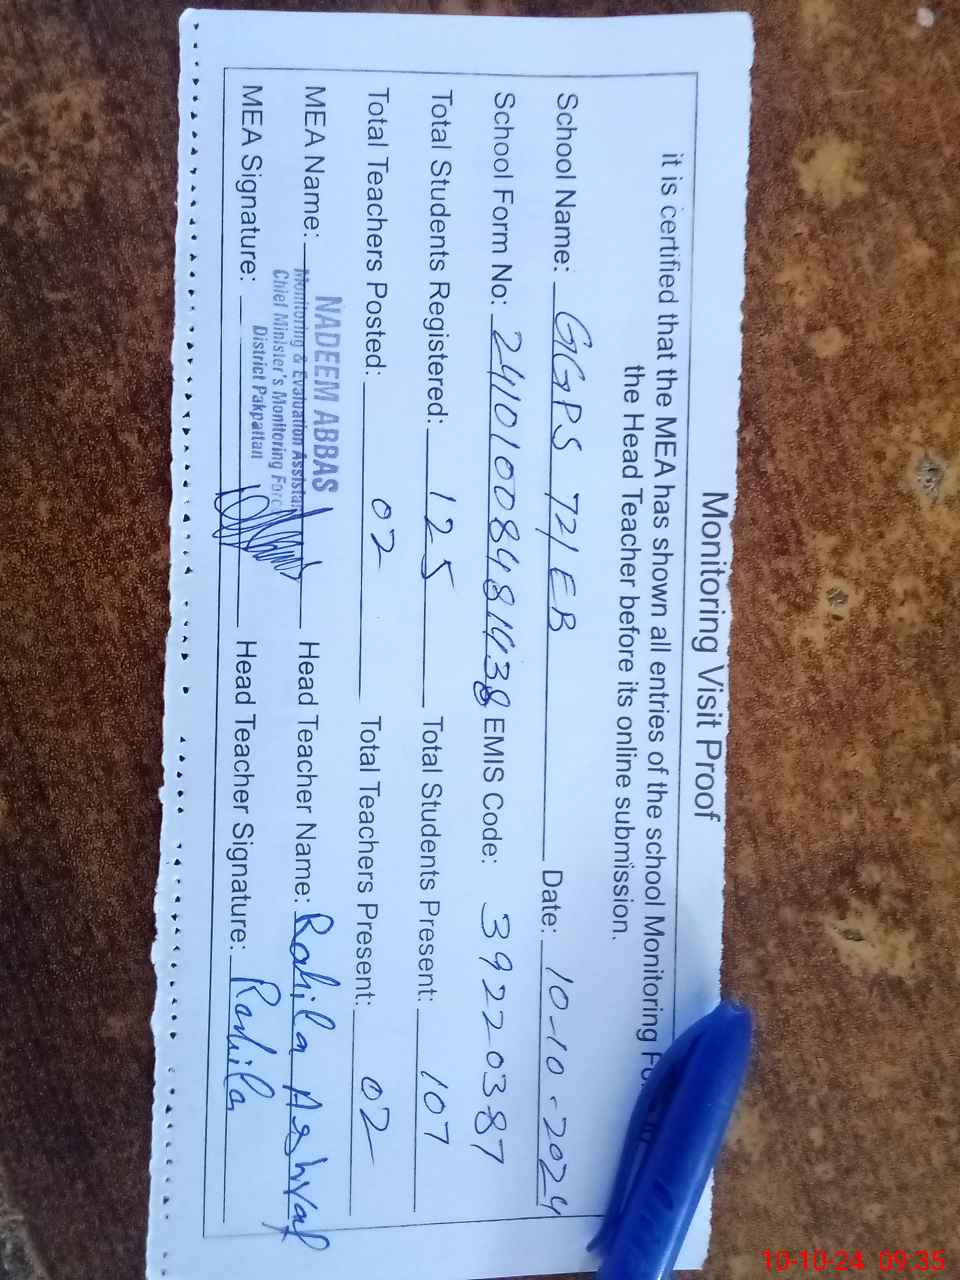 Monitoring Visit Proof
it is certified that the MEA has shown all entries of the school Monitoring
the Head Teacher before its online submission.
School Name: GGPS 72/EB Date: 10-10-2024
School Form No: 2410100848148 EMIS Code: 39220387
Total Students Registered: 125 Total Students Present: 107
Total Teachers Posted: 02 Total Teachers Present: 02
MEA Name: NADEEM ABBAS Head Teacher Name: Rahila Ashraf
Monitoring & Evaluation Assistan
Chief Minister's Monitoring Forc
District Pakpattan
MEA Signature: Head Teacher Signature: Rahila
10-10-24 09:35